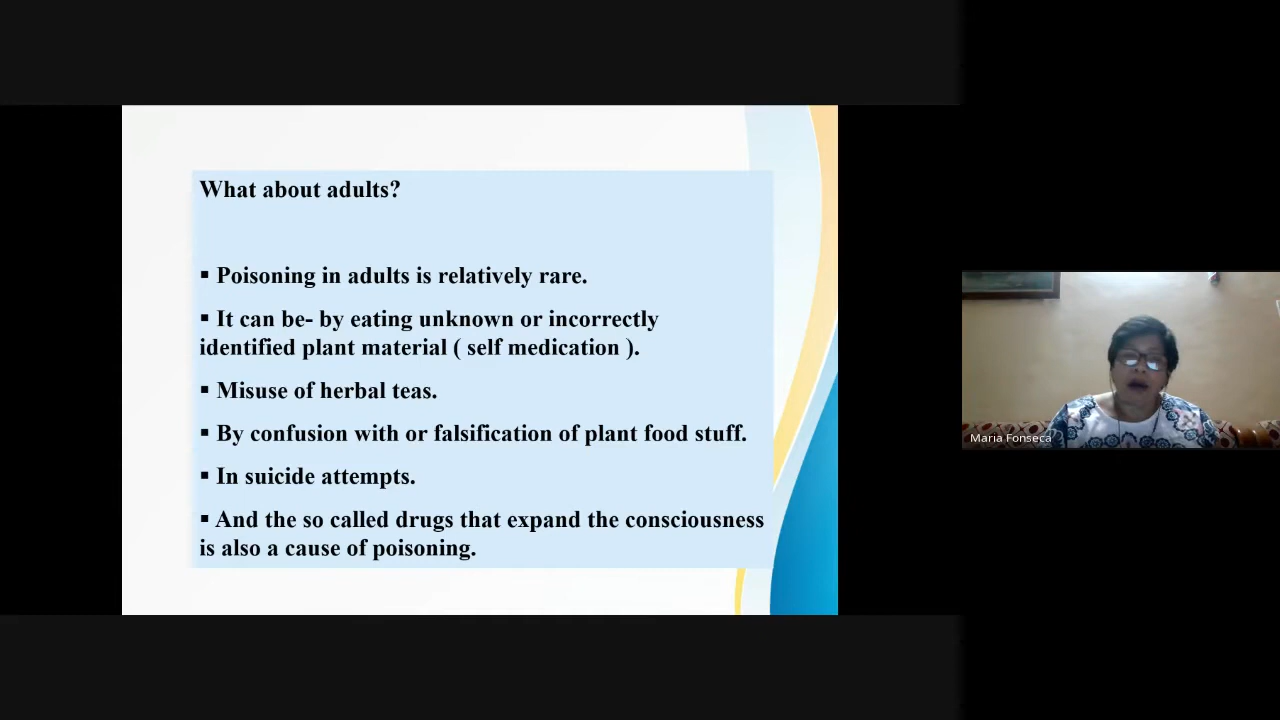 What about adults?
▪ Poisoning in adults is relatively rare.
▪ It can be- by eating unknown or incorrectly
identified plant material ( self medication ).
▪ Misuse of herbal teas.
▪ By confusion with or falsification of plant food stuff.
▪ In suicide attempts.
▪ And the so called drugs that expand the consciousness
is also a cause of poisoning.
Maria Fonseca